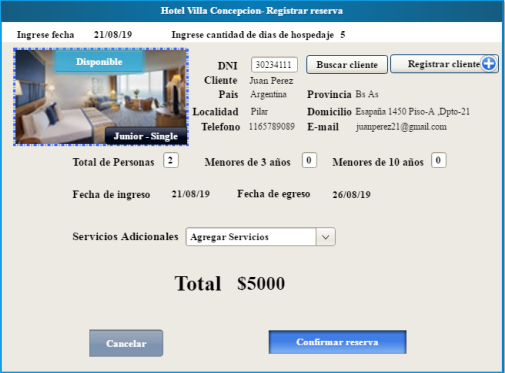 Hotel Villa Concepcion- Registrar reserva
Ingrese fecha 21/08/19 Ingrese cantidad de dias de hospedaje 5
Disponible
Junior - Single
DNI 30234111 Buscar cliente Registrar cliente
Cliente Juan Perez
Pais Argentina Provincia Bs As
Localidad Pilar Domicilio Esapaña 1450 Piso-A ,Dpto-21
Telefono 1165789089 E-mail juanperez21@gmail.com
Total de Personas 2 Menores de 3 años 0 Menores de 10 años 0
Fecha de ingreso 21/08/19 Fecha de egreso 26/08/19
Servicios Adicionales Agregar Servicios
Total $5000
Cancelar Confirmar reserva